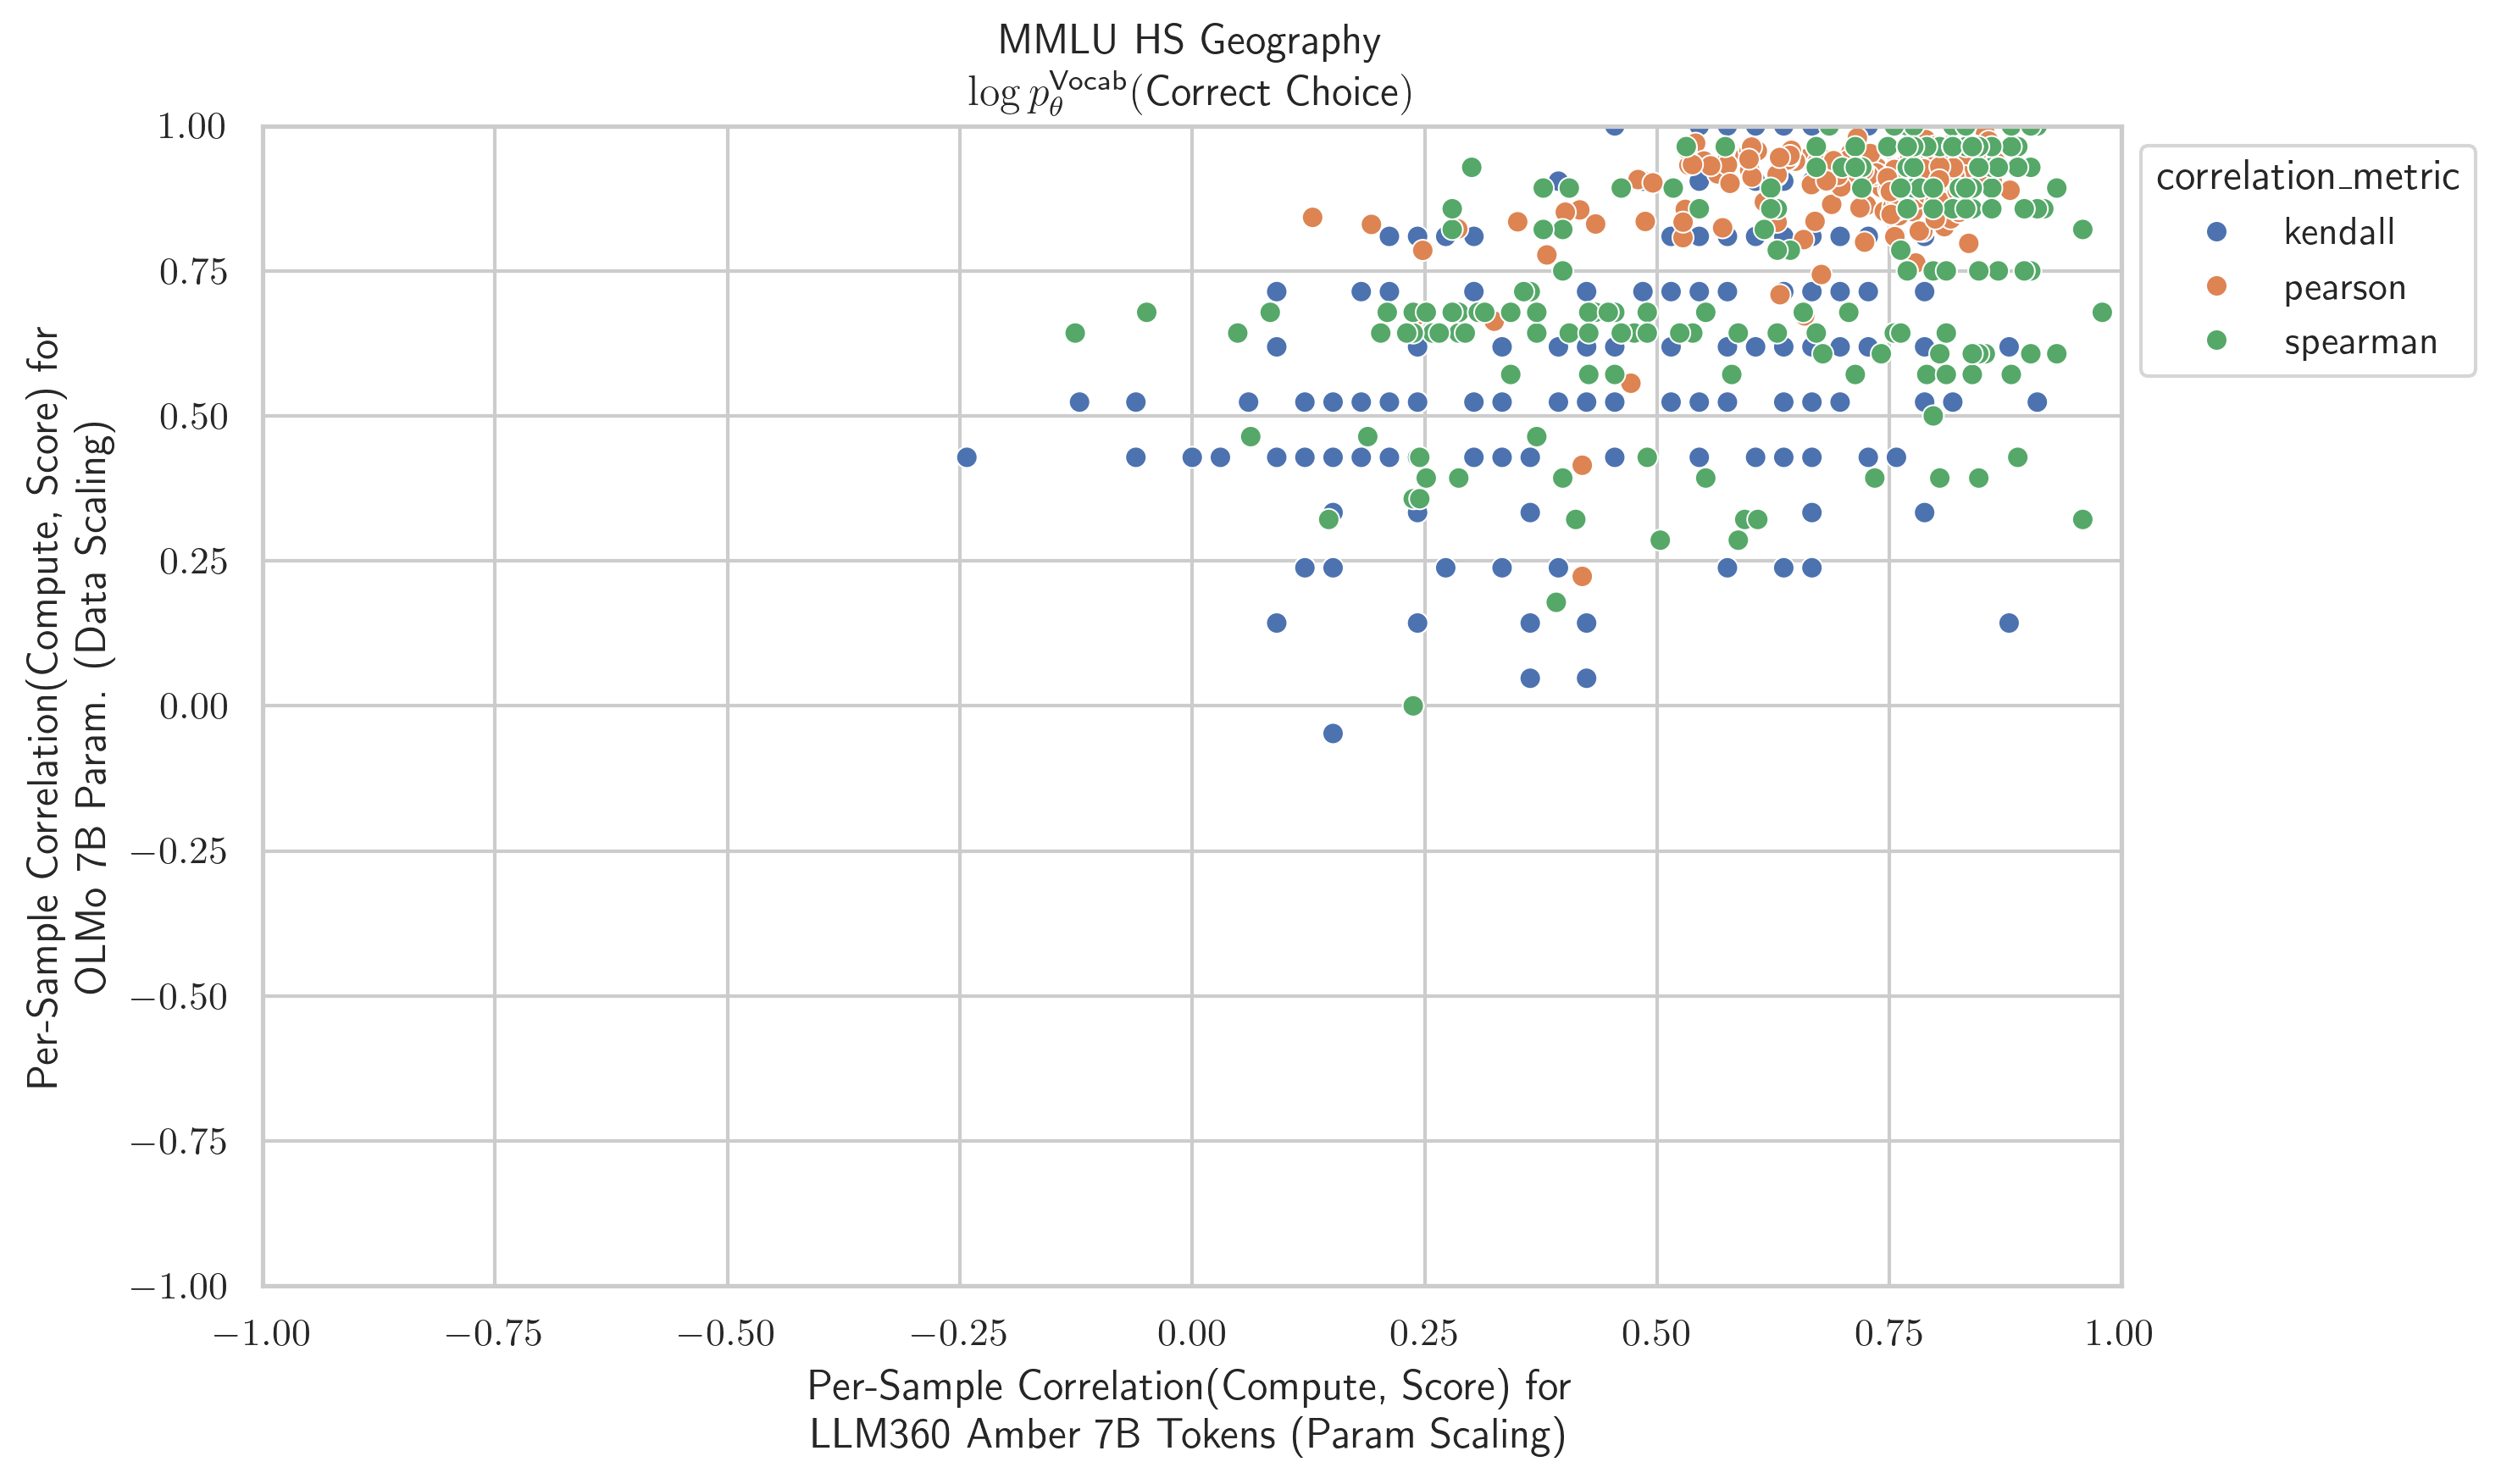 MMLU HS Geography
log p_θ^Vocab(Correct Choice)
1.00
0.75
0.50
0.25
0.00
−0.25
−0.50
−0.75
−1.00
Per-Sample Correlation(Compute, Score) for
OLMo 7B Param. (Data Scaling)
−1.00
−0.75
−0.50
−0.25
0.00
0.25
0.50
0.75
1.00
Per-Sample Correlation(Compute, Score) for
LLM360 Amber 7B Tokens (Param Scaling)
correlation_metric
kendall
pearson
spearman